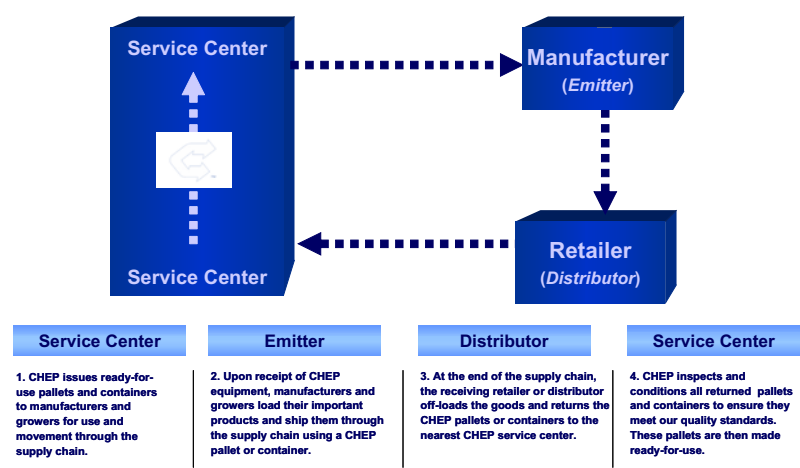 Service Center
Manufacturer
(Emitter)
Retailer
(Distributor)
Service Center
Service Center
1. CHEP issues ready-for-
use pallets and containers
to manufacturers and
growers for use and
movement through the
supply chain.
Emitter
2. Upon receipt of CHEP
equipment, manufacturers and
growers load their important
products and ship them through
the supply chain using a CHEP
pallet or container.
Distributor
3. At the end of the supply chain,
the receiving retailer or distributor
off-loads the goods and returns the
CHEP pallets or containers to the
nearest CHEP service center.
Service Center
4. CHEP inspects and
conditions all returned pallets
and containers to ensure they
meet our quality standards.
These pallets are then made
ready-for-use.